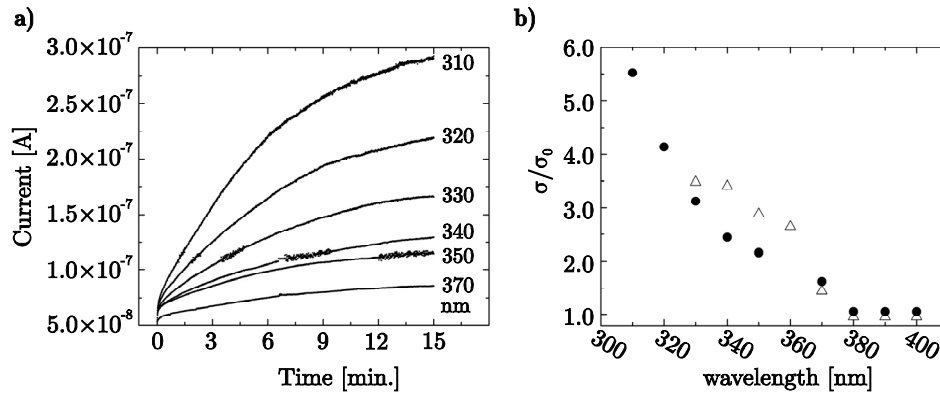 a)
3.0×10⁻⁷
2.5×10⁻⁷
2.0×10⁻⁷
1.5×10⁻⁷
1.0×10⁻⁷
5.0×10⁻⁸
Current [A]
310
320
330
340
350
370
nm
0 3 6 9 12 15
Time [min.]
b)
6.0
5.0
4.0
3.0
2.0
1.0
σ/σ₀
300 320 340 360 380 400
wavelength [nm]